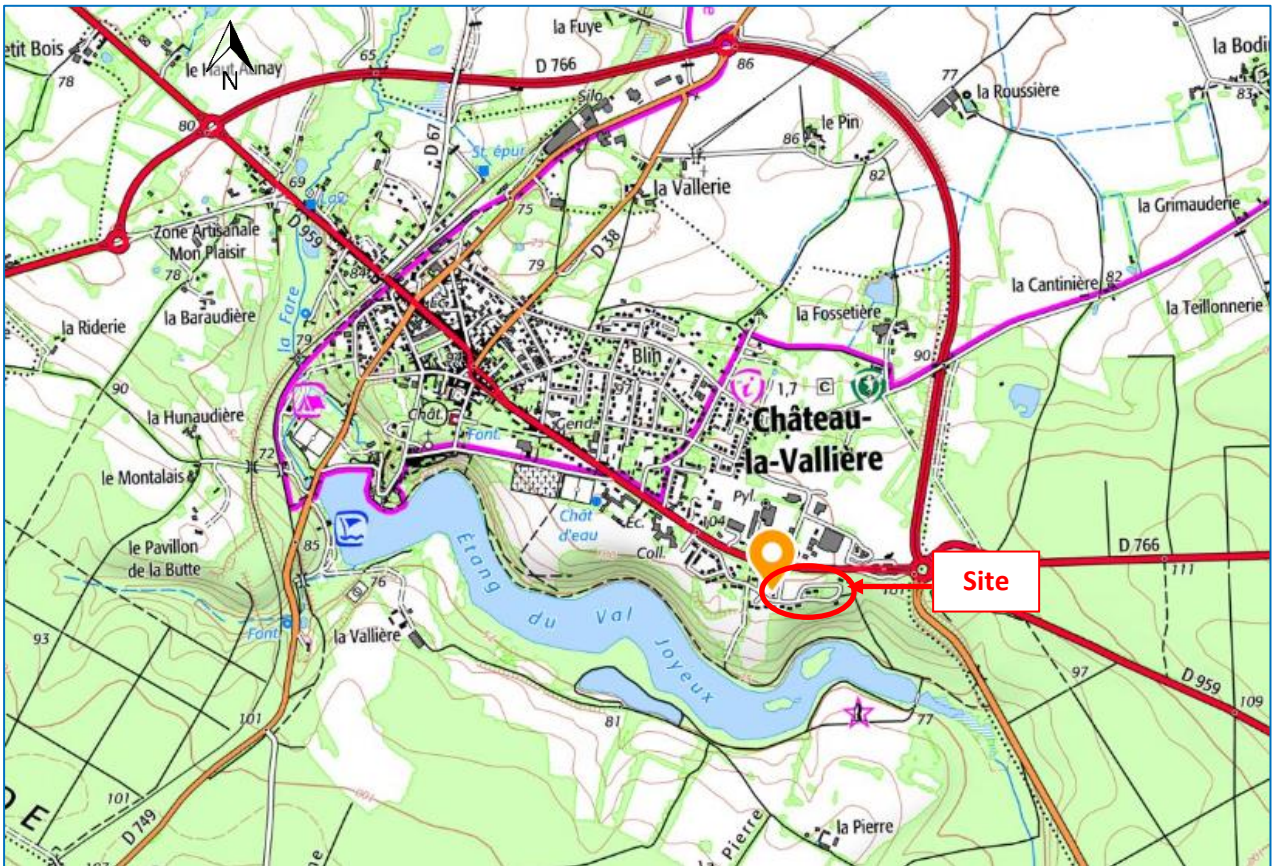 la Fuye
etit Bois
78
le Haut Aunay
N
65
D 766
86
77
la Roussière
la Bodi
83
80
D 67
Silo
le Pin
86
82
St. épur.
69
Lav.
la Vallerie
75
Zone Artisanale
Mon Plaisir
78
D 959
D 38
79
la Grimauderie
84
la Cantinière
82
la Teillonnerie
la Riderie
la Baraudière
la Fare
79
la Fossetière
90
Blin
1,7
C
90
la Hunaudière
Chât.
Font.
Gend.
Château-
la-Vallière
le Montalais
72
Pyl.
104
Chât
d'eau
Éc.
Coll.
le Pavillon
de la Butte
85
76
D 766
111
Site
101
Étang
du Val Joyeux
Font.
93
la Vallière
97
D 959
109
101
81
77
101
D 749
DE
la Pierre
la Pierre